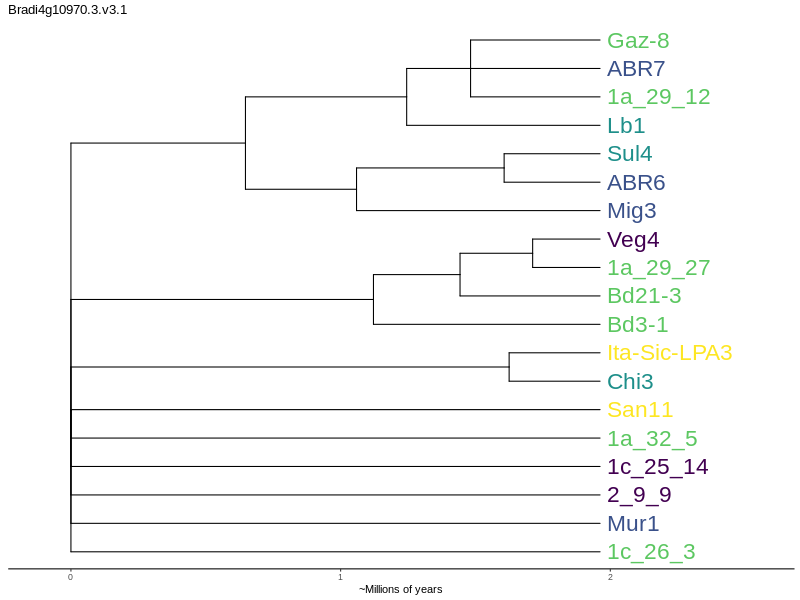 Bradi4g10970.3.v3.1
Gaz-8
ABR7
1a_29_12
Lb1
Sul4
ABR6
Mig3
Veg4
1a_29_27
Bd21-3
Bd3-1
Ita-Sic-LPA3
Chi3
San11
1a_32_5
1c_25_14
2_9_9
Mur1
1c_26_3
0 1 2
~Millions of years